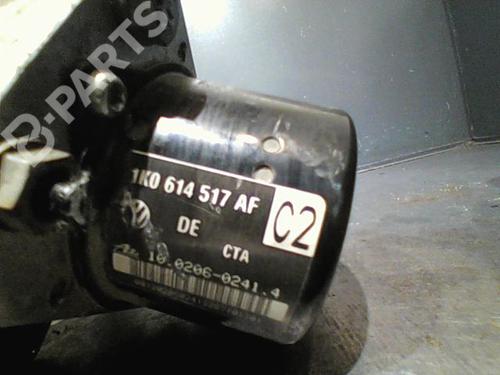 B-PARTS
1K0 614 517 AF
C2
DE
CTA
10.0206-0241.4